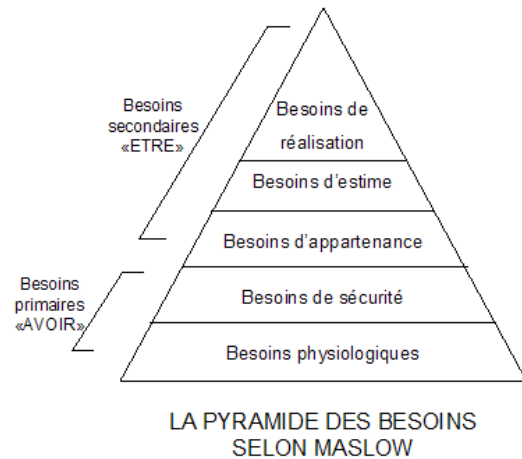 Besoins de
réalisation
Besoins
secondaires
«ETRE»
Besoins d'estime
Besoins d'appartenance
Besoins
primaires
«AVOIR»
Besoins de sécurité
Besoins physiologiques
LA PYRAMIDE DES BESOINS
SELON MASLOW